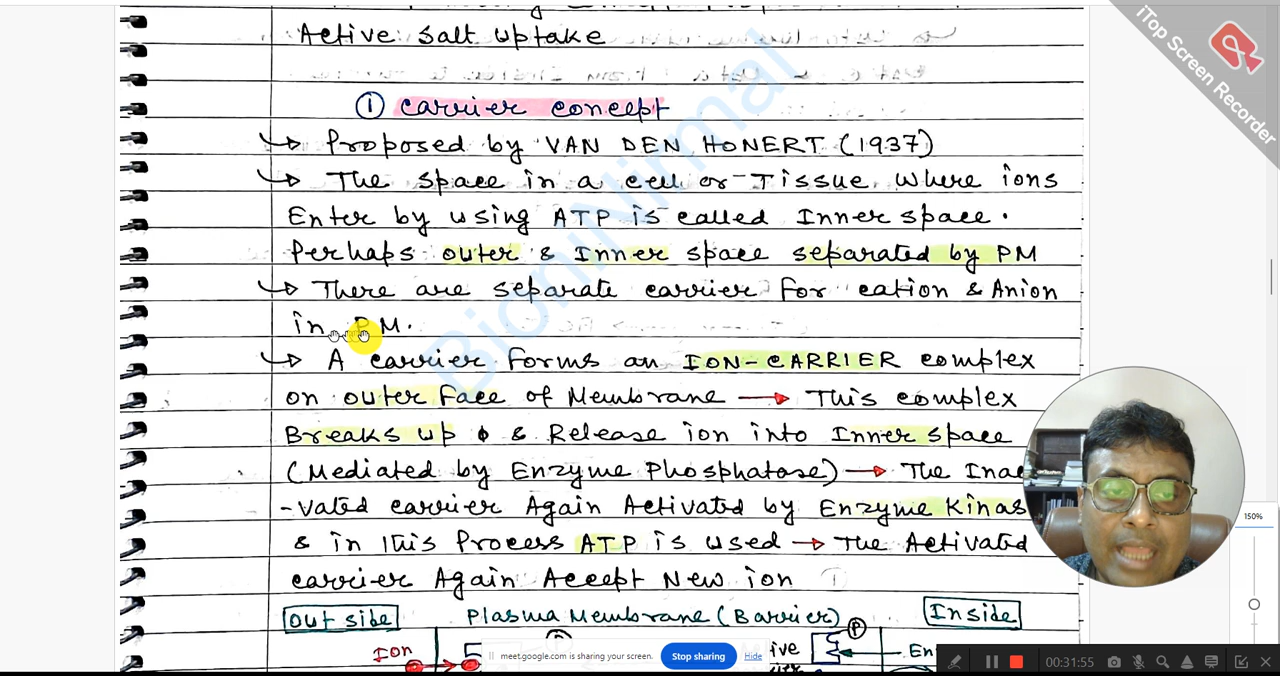 Active salt uptake
① carrier concept
↳ Proposed by VAN DEN HONERT (1937)
↳ The space in a cell or Tissue where ions
Enter by using ATP is called Inner space.
Perhaps outer & Inner space separated by PM
↳ There are separate carrier for cation & Anion
in PM.
↳ A carrier forms an ION-CARRIER complex
on outer face of Membrane → This complex
Breaks up & Release ion into Inner space
(Mediated by Enzyme Phosphatase) → The Inac
-vated carrier Again Activated by Enzyme Kinas
& in this Process ATP is used → The Activated
carrier Again Accept New ion
Out side Plasma Membrane (Barrier) Inside
Ion
P
ive
En
BionNirmal
iTop Screen Recorder
150%
meet.google.com is sharing your screen. Stop sharing Hide
00:31:55